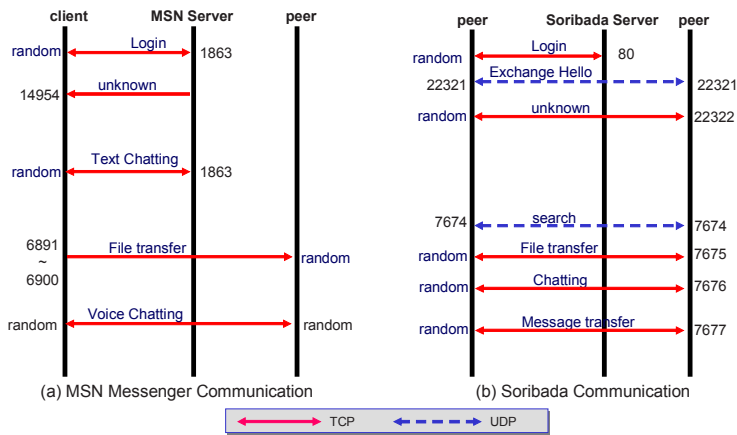 client MSN Server peer
random Login 1863
14954 unknown
random Text Chatting 1863
6891
~
6900
File transfer random
random Voice Chatting random
(a) MSN Messenger Communication
peer Soribada Server peer
random Login 80
22321 Exchange Hello 22321
random unknown 22322
7674 search 7674
random File transfer 7675
random Chatting 7676
random Message transfer 7677
(b) Soribada Communication
TCP UDP